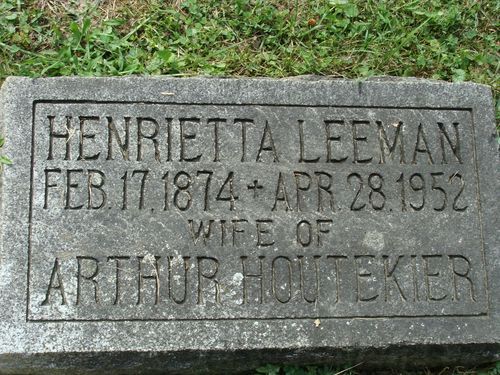 HENRIETTA LEEMAN
FEB. 17, 1874 + APR. 28, 1952
WIFE OF
ARTHUR HOUTEKIER